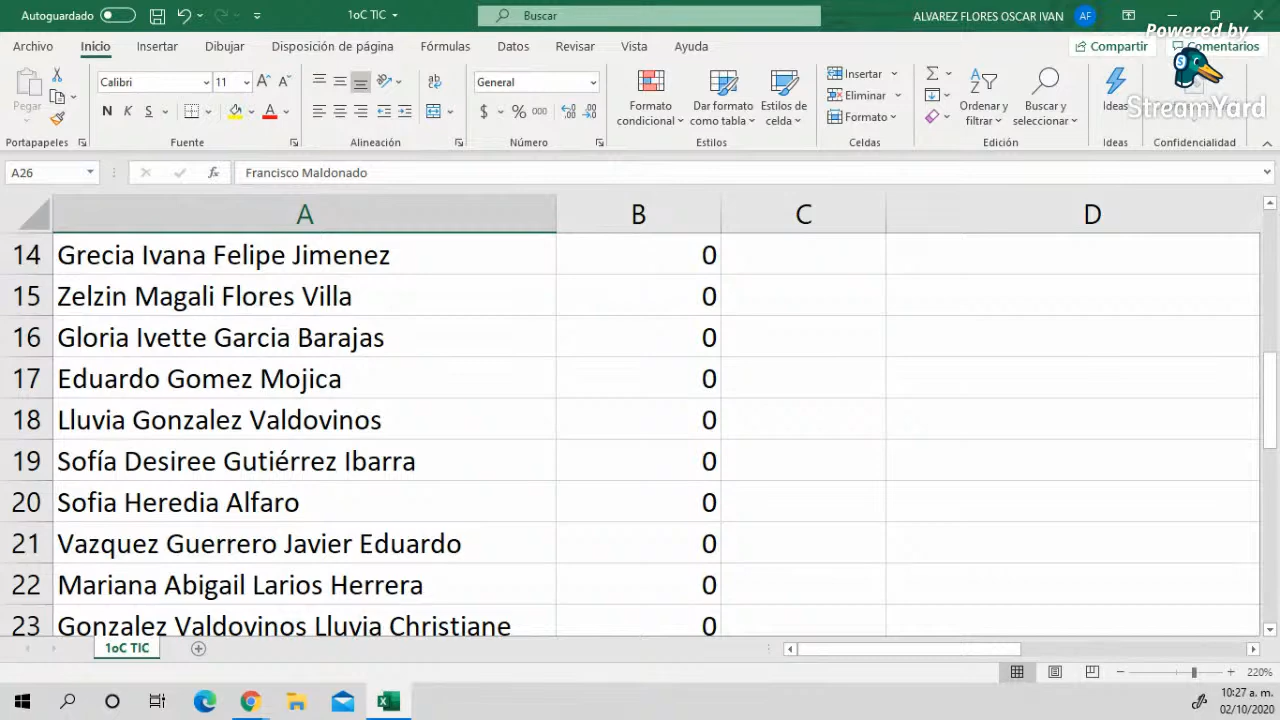 Autoguardado
1oC TIC
Buscar
ALVAREZ FLORES OSCAR IVAN
AF
Powered by
StreamYard
Archivo
Inicio
Insertar
Dibujar
Disposición de página
Fórmulas
Datos
Revisar
Vista
Ayuda
Compartir
Comentarios
Pegar
Calibri
11
N K S
General
$ % 000
Formato condicional
Dar formato como tabla
Estilos de celda
Insertar
Eliminar
Formato
Ordenar y filtrar
Buscar y seleccionar
Ideas
Portapapeles
Fuente
Alineación
Número
Estilos
Celdas
Edición
Ideas
Confidencialidad
A26
fx
Francisco Maldonado
A B C D
14 Grecia Ivana Felipe Jimenez 0
15 Zelzin Magali Flores Villa 0
16 Gloria Ivette Garcia Barajas 0
17 Eduardo Gomez Mojica 0
18 Lluvia Gonzalez Valdovinos 0
19 Sofía Desiree Gutiérrez Ibarra 0
20 Sofia Heredia Alfaro 0
21 Vazquez Guerrero Javier Eduardo 0
22 Mariana Abigail Larios Herrera 0
23 Gonzalez Valdovinos Lluvia Christiane 0
1oC TIC
220%
10:27 a. m.
02/10/2020